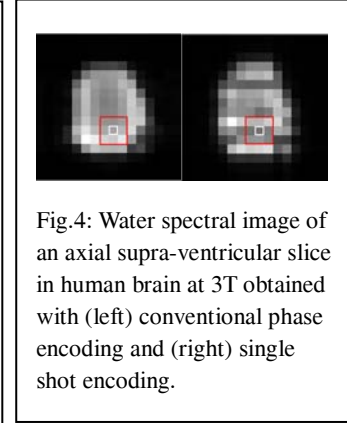 Fig.4: Water spectral image of
an axial supra-ventricular slice
in human brain at 3T obtained
with (left) conventional phase
encoding and (right) single
shot encoding.